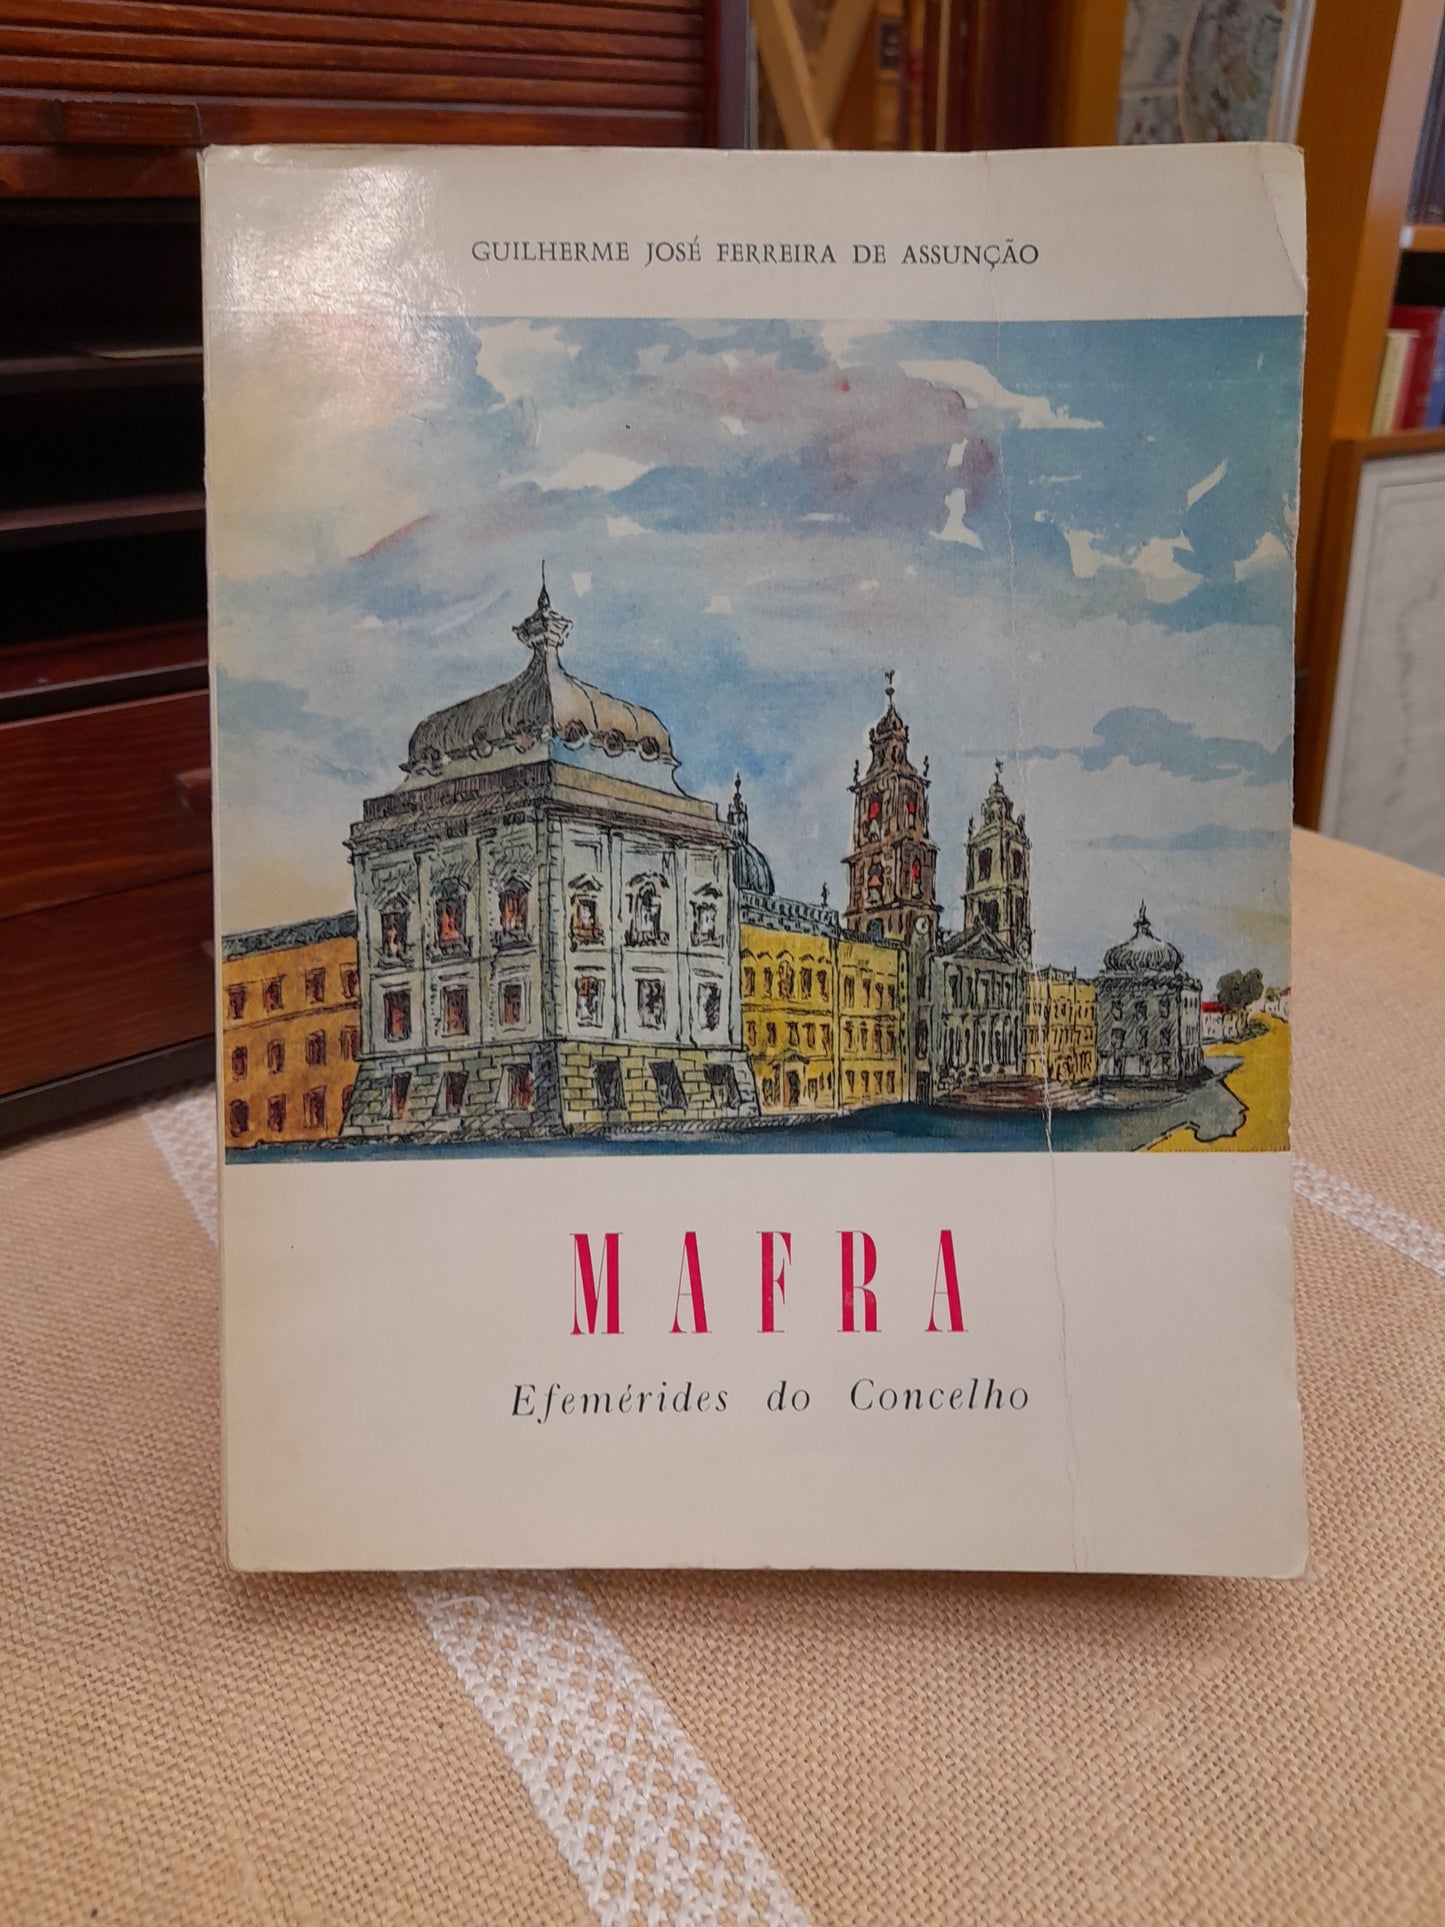 GUILHERME JOSÉ FERREIRA DE ASSUNÇÃO
MAFRA
Efemérides do Concelho